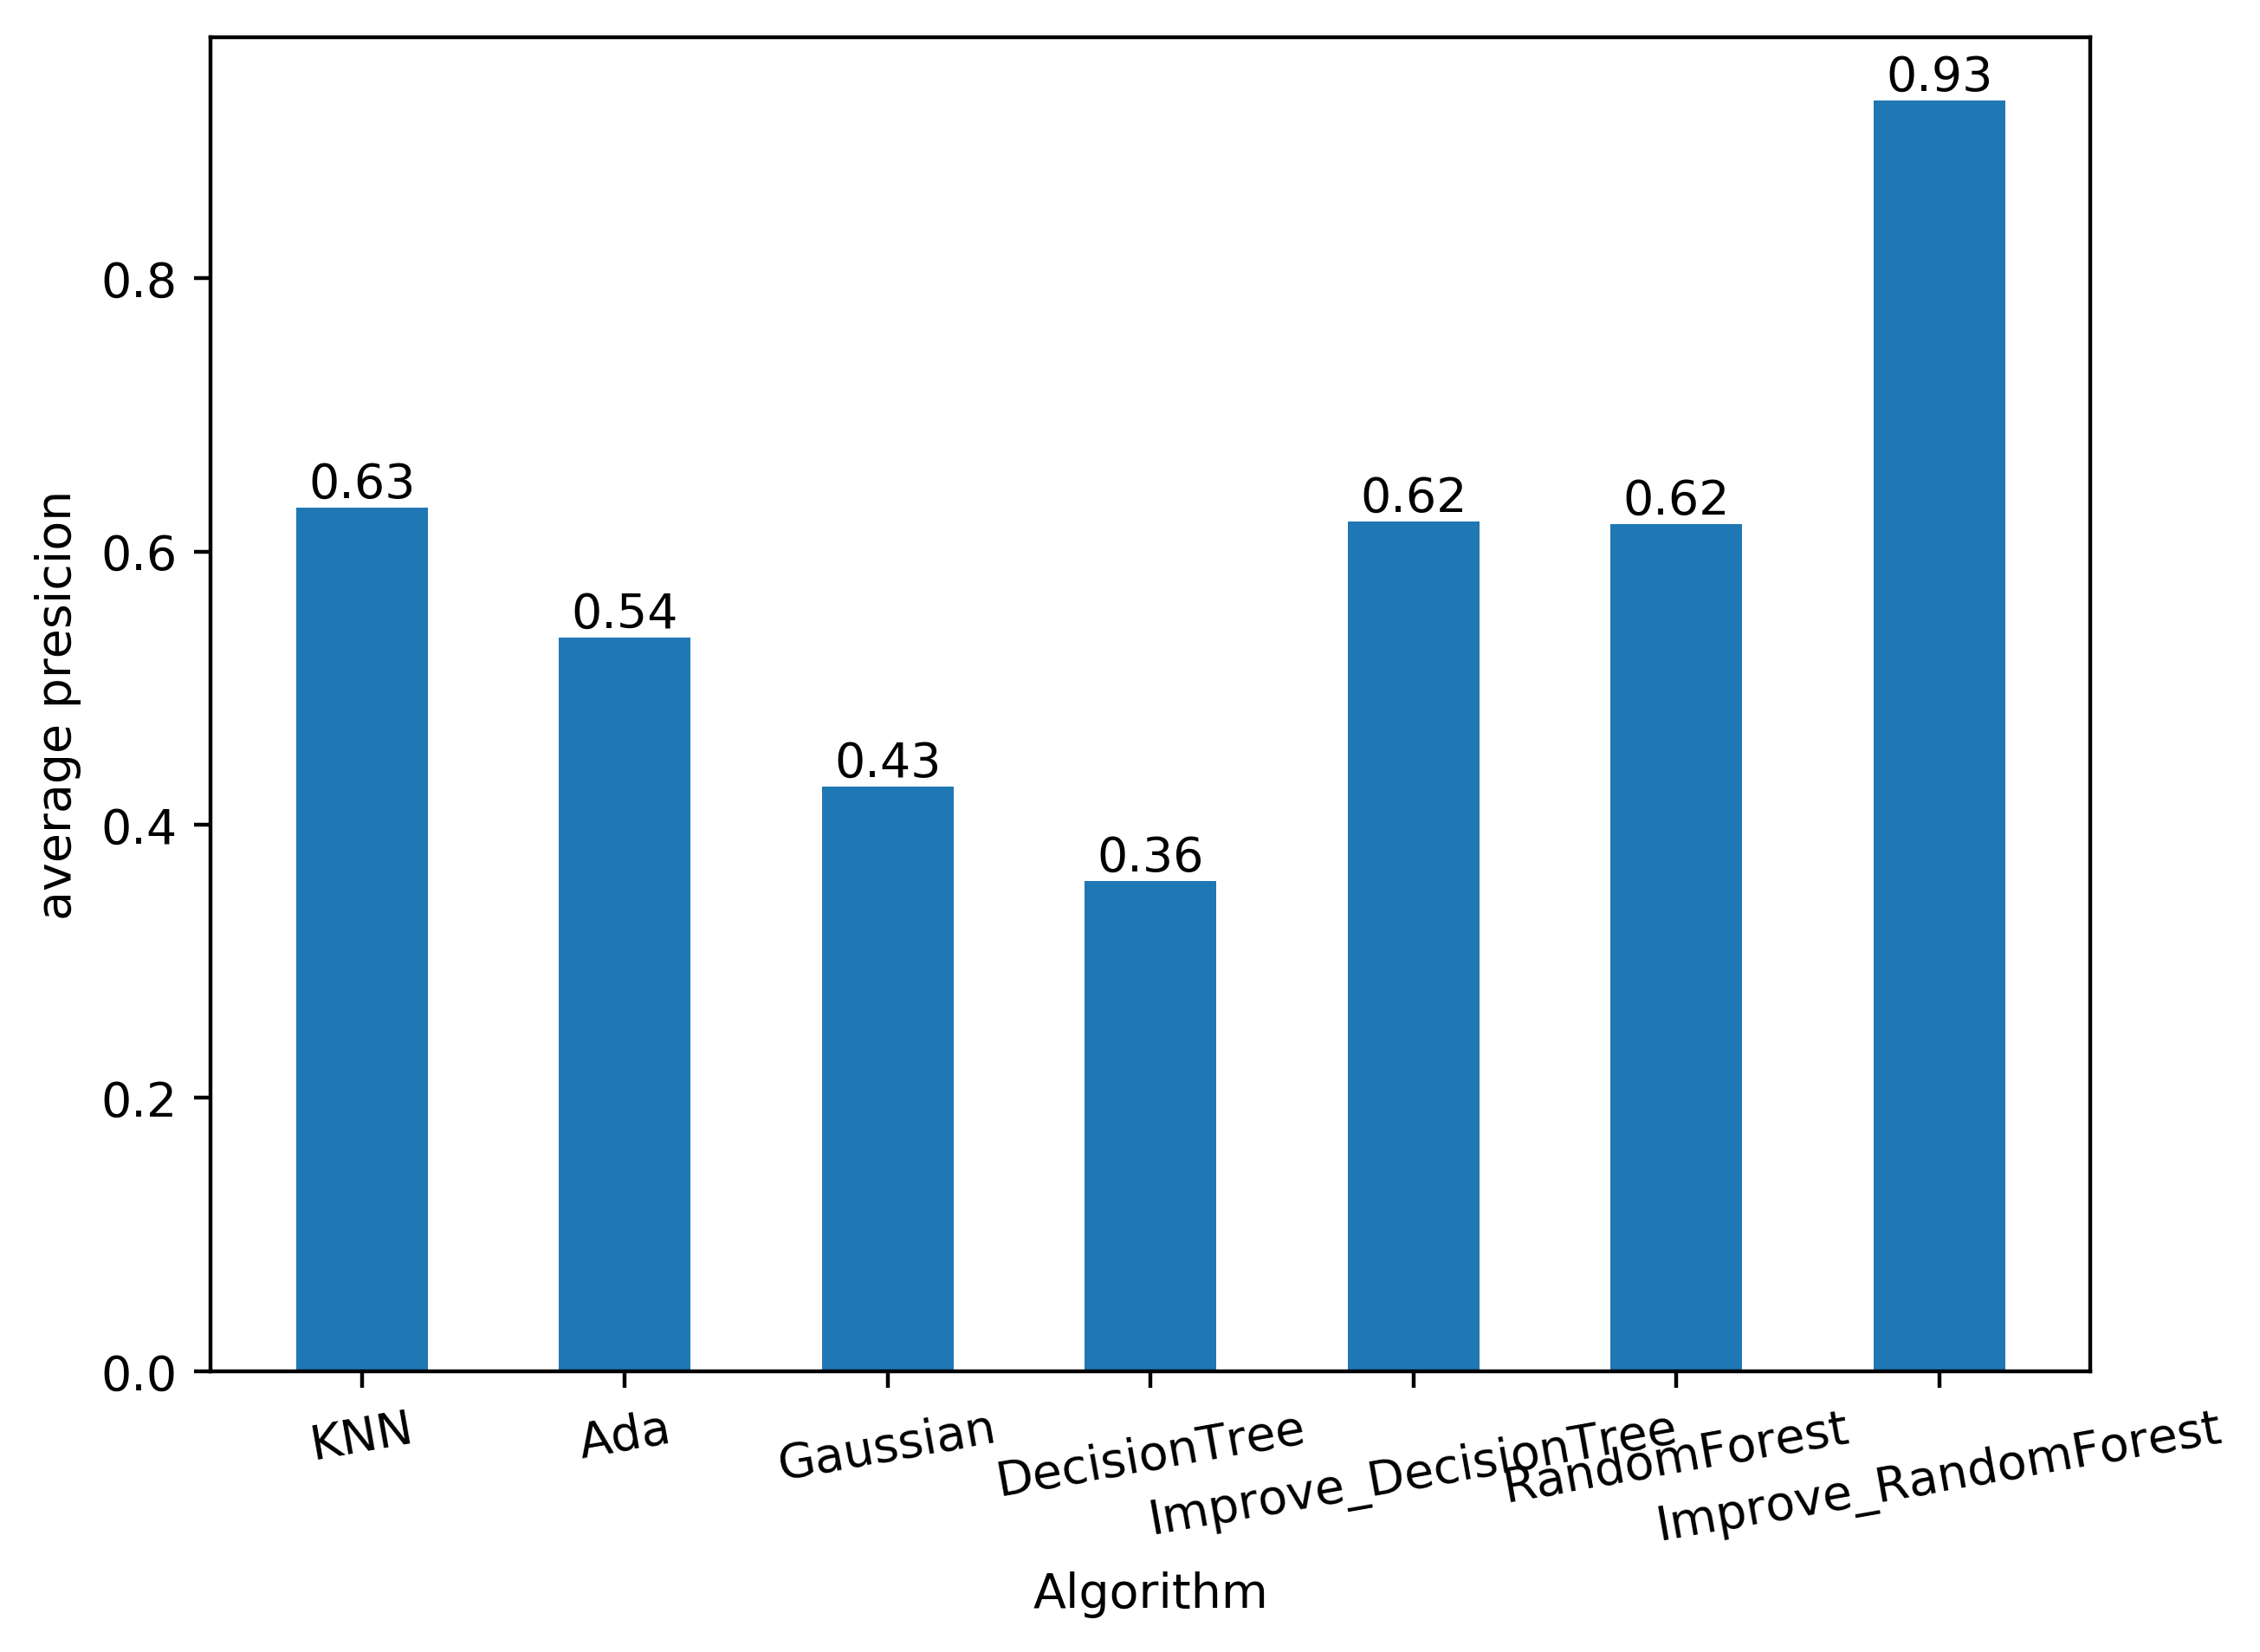 0.93
0.8
0.63
0.62
0.62
0.6
0.54
0.43
0.4
0.36
0.2
0.0
average presicion
KNN
Ada
Gaussian
DecisionTree
Improve_DecisionTree
RandomForest
Improve_RandomForest
Algorithm